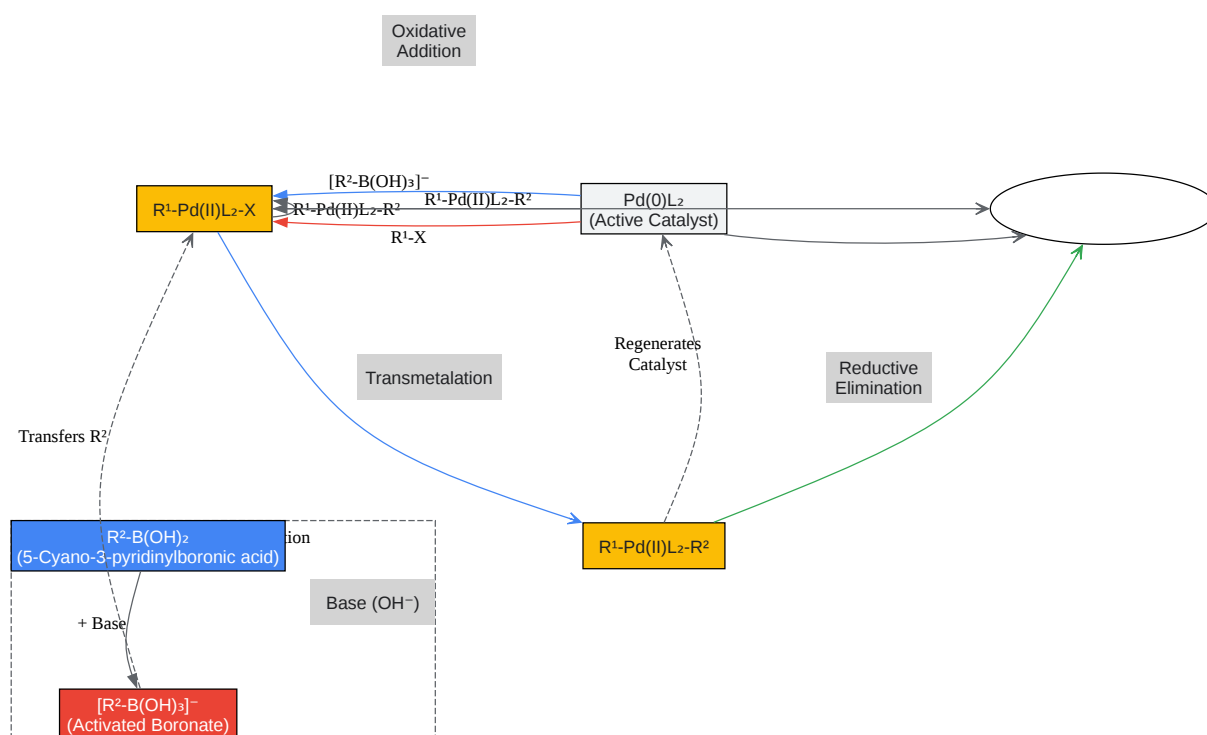 Oxidative
Addition
[R²-B(OH)₃]⁻
R¹-Pd(II)L₂-X
R¹-Pd(II)L₂-R²
R¹-Pd(II)L₂-R²
Pd(0)L₂
(Active Catalyst)
R¹-X
Regenerates
Catalyst
Transmetalation
Reductive
Elimination
Transfers R²
R²-B(OH)₂
(5-Cyano-3-pyridinylboronic acid)
R¹-Pd(II)L₂-R²
Base (OH⁻)
+ Base
[R²-B(OH)₃]⁻
(Activated Boronate)